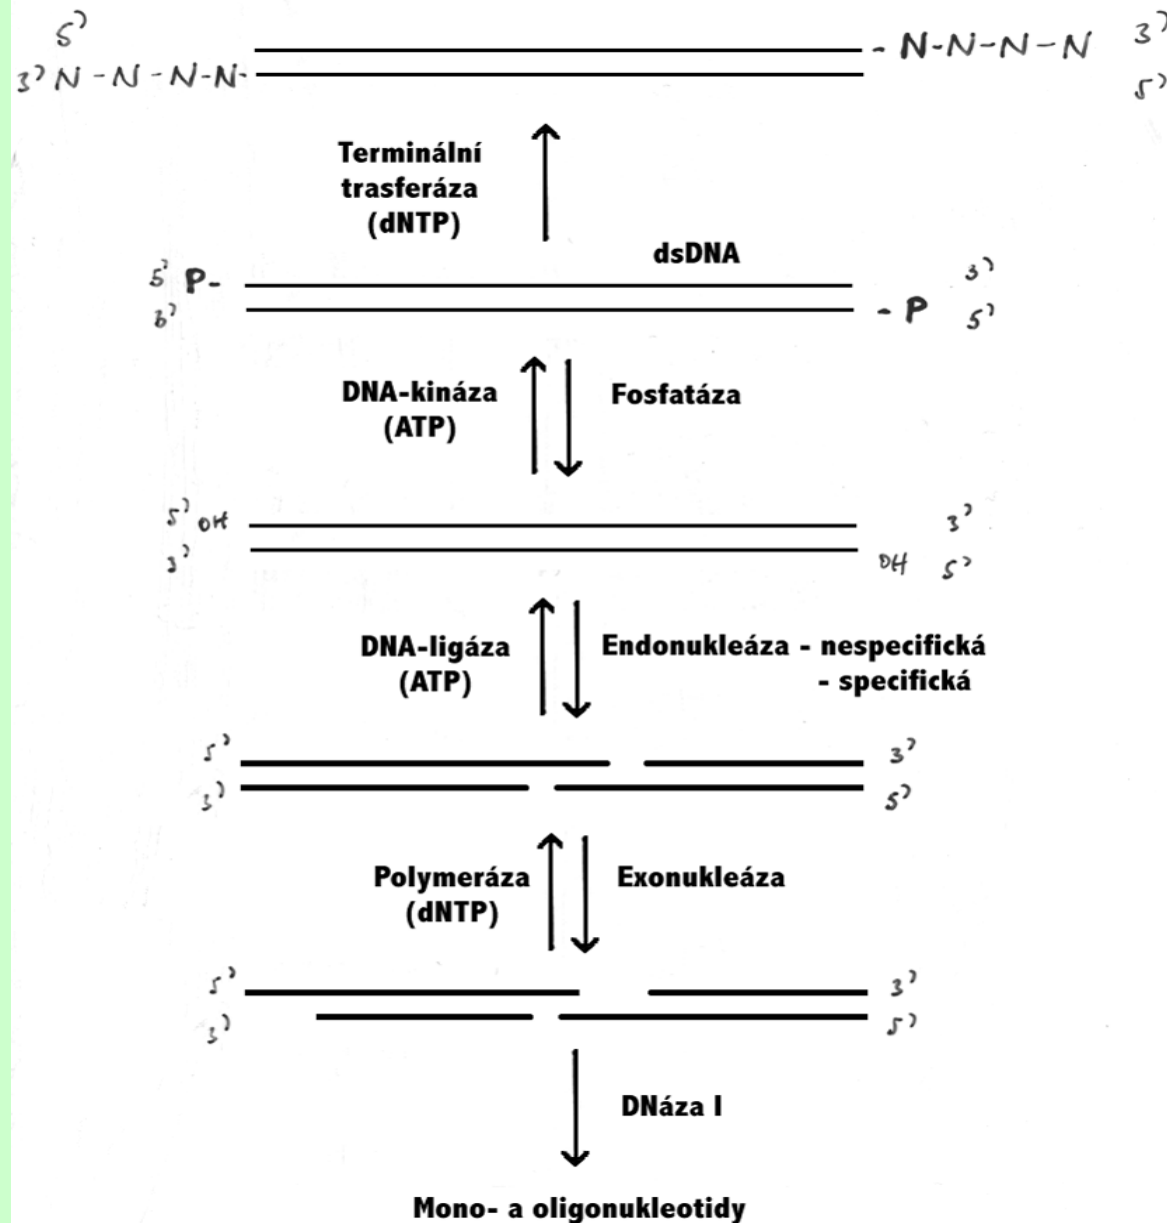 5'
- N-N-N-N 3'
3' N - N - N - N-
5'
Terminální
trasferáza
(dNTP)
dsDNA
5' P- 3'
3' - P 5'
DNA-kináza
(ATP)
Fosfatáza
5' OH 3'
3' OH 5'
DNA-ligáza
(ATP)
Endonukleáza - nespecifická
- specifická
5' 3'
3' 5'
Polymeráza
(dNTP)
Exonukleáza
5' 3'
3' 5'
DNáza I
Mono- a oligonukleotidy